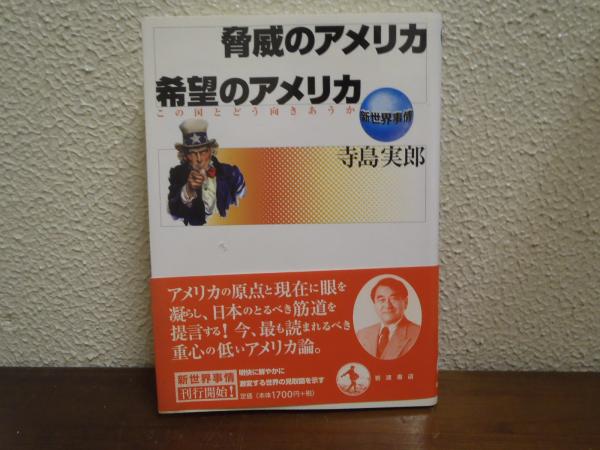 脅威のアメリカ
希望のアメリカ
この国とどう向きあうか
新世界事情
寺島実郎
アメリカの原点と現在に眼を
凝らし、日本のとるべき筋道を
提言する！今、最も読まれるべき
重心の低いアメリカ論。
新世界事情
刊行開始！
明快に鮮やかに
激変する世界の見取図を示す
定価(本体1700円+税)
岩波書店